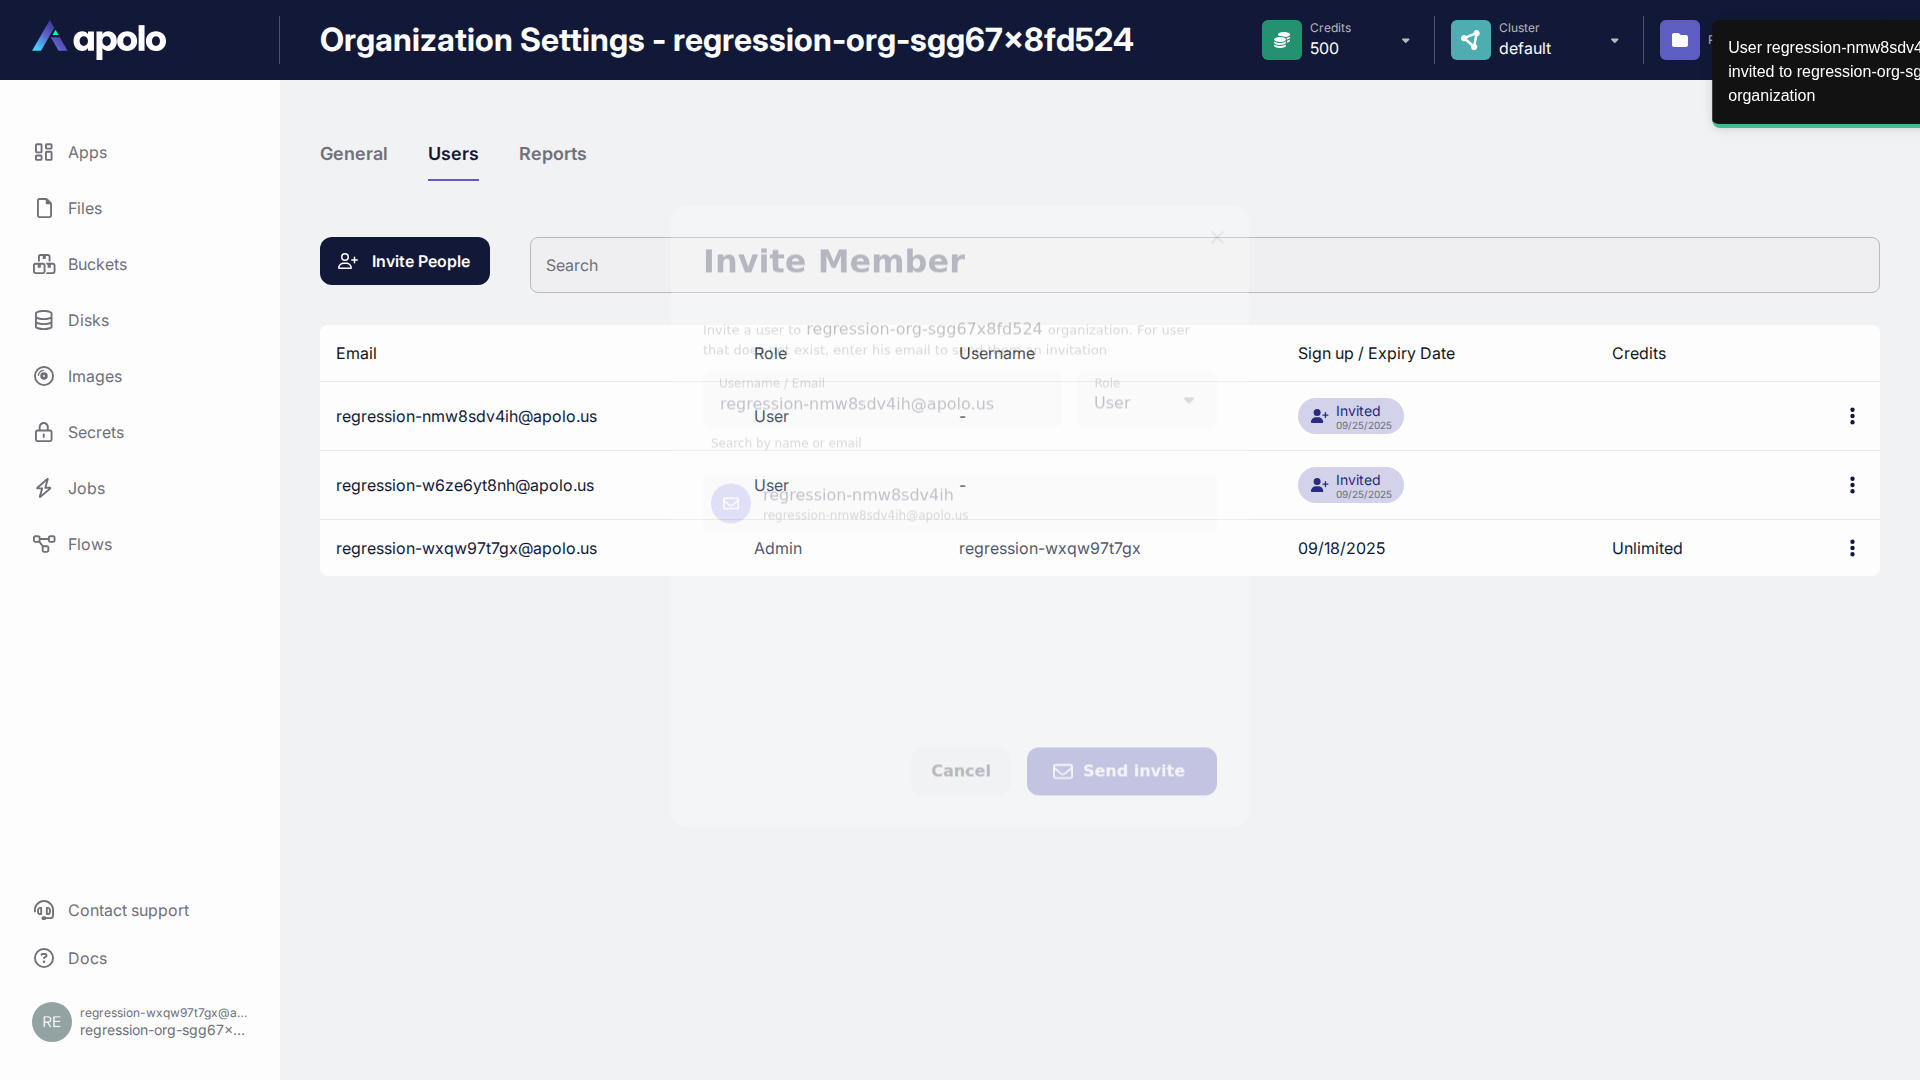 apolo
Organization Settings - regression-org-sgg67x8fd524
Credits
500
Cluster
default
User regression-nmw8sdv4
invited to regression-org-sg
organization
Apps
Files
Buckets
Disks
Images
Secrets
Jobs
Flows
Contact support
Docs
RE
regression-wxqw97t7gx@a...
regression-org-sgg67x...
General Users Reports
Invite People
Search
Invite Member
Invite a user to regression-org-sgg67x8fd524 organization. For user
that does not exist, enter his email to send them an invitation
Username / Email
regression-nmw8sdv4ih@apolo.us
Role
User
Search by name or email
regression-nmw8sdv4ih
regression-nmw8sdv4ih@apolo.us
Cancel
Send invite
Email Role Username Sign up / Expiry Date Credits
regression-nmw8sdv4ih@apolo.us User - Invited
09/25/2025
regression-w6ze6yt8nh@apolo.us User - Invited
09/25/2025
regression-wxqw97t7gx@apolo.us Admin regression-wxqw97t7gx 09/18/2025 Unlimited